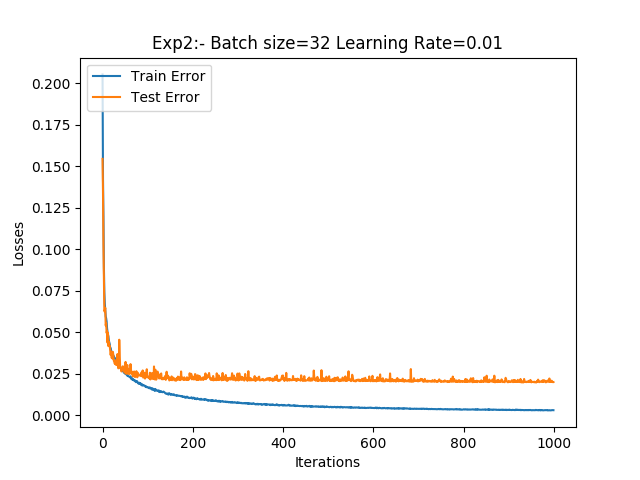 Exp2:- Batch size=32 Learning Rate=0.01
Train Error
Test Error
0.200
0.175
0.150
0.125
0.100
0.075
0.050
0.025
0.000
Losses
0 200 400 600 800 1000
Iterations